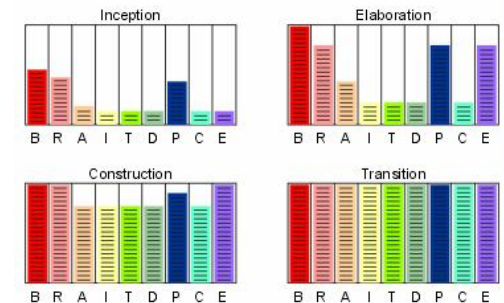 Inception
B R A I T D P C E
Elaboration
B R A I T D P C E
Construction
B R A I T D P C E
Transition
B R A I T D P C E